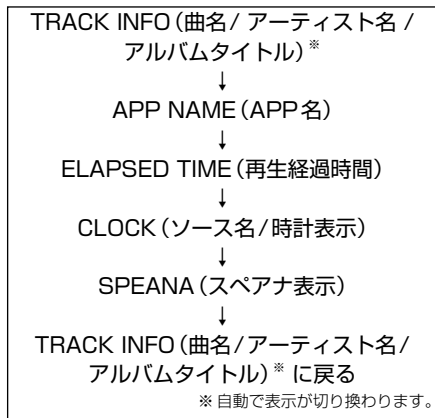 TRACK INFO（曲名/ アーティスト名 /
アルバムタイトル）※
↓
APP NAME（APP名）
↓
ELAPSED TIME（再生経過時間）
↓
CLOCK（ソース名/時計表示）
↓
SPEANA（スペアナ表示）
↓
TRACK INFO（曲名/アーティスト名/
アルバムタイトル）※ に戻る
※ 自動で表示が切り換わります。